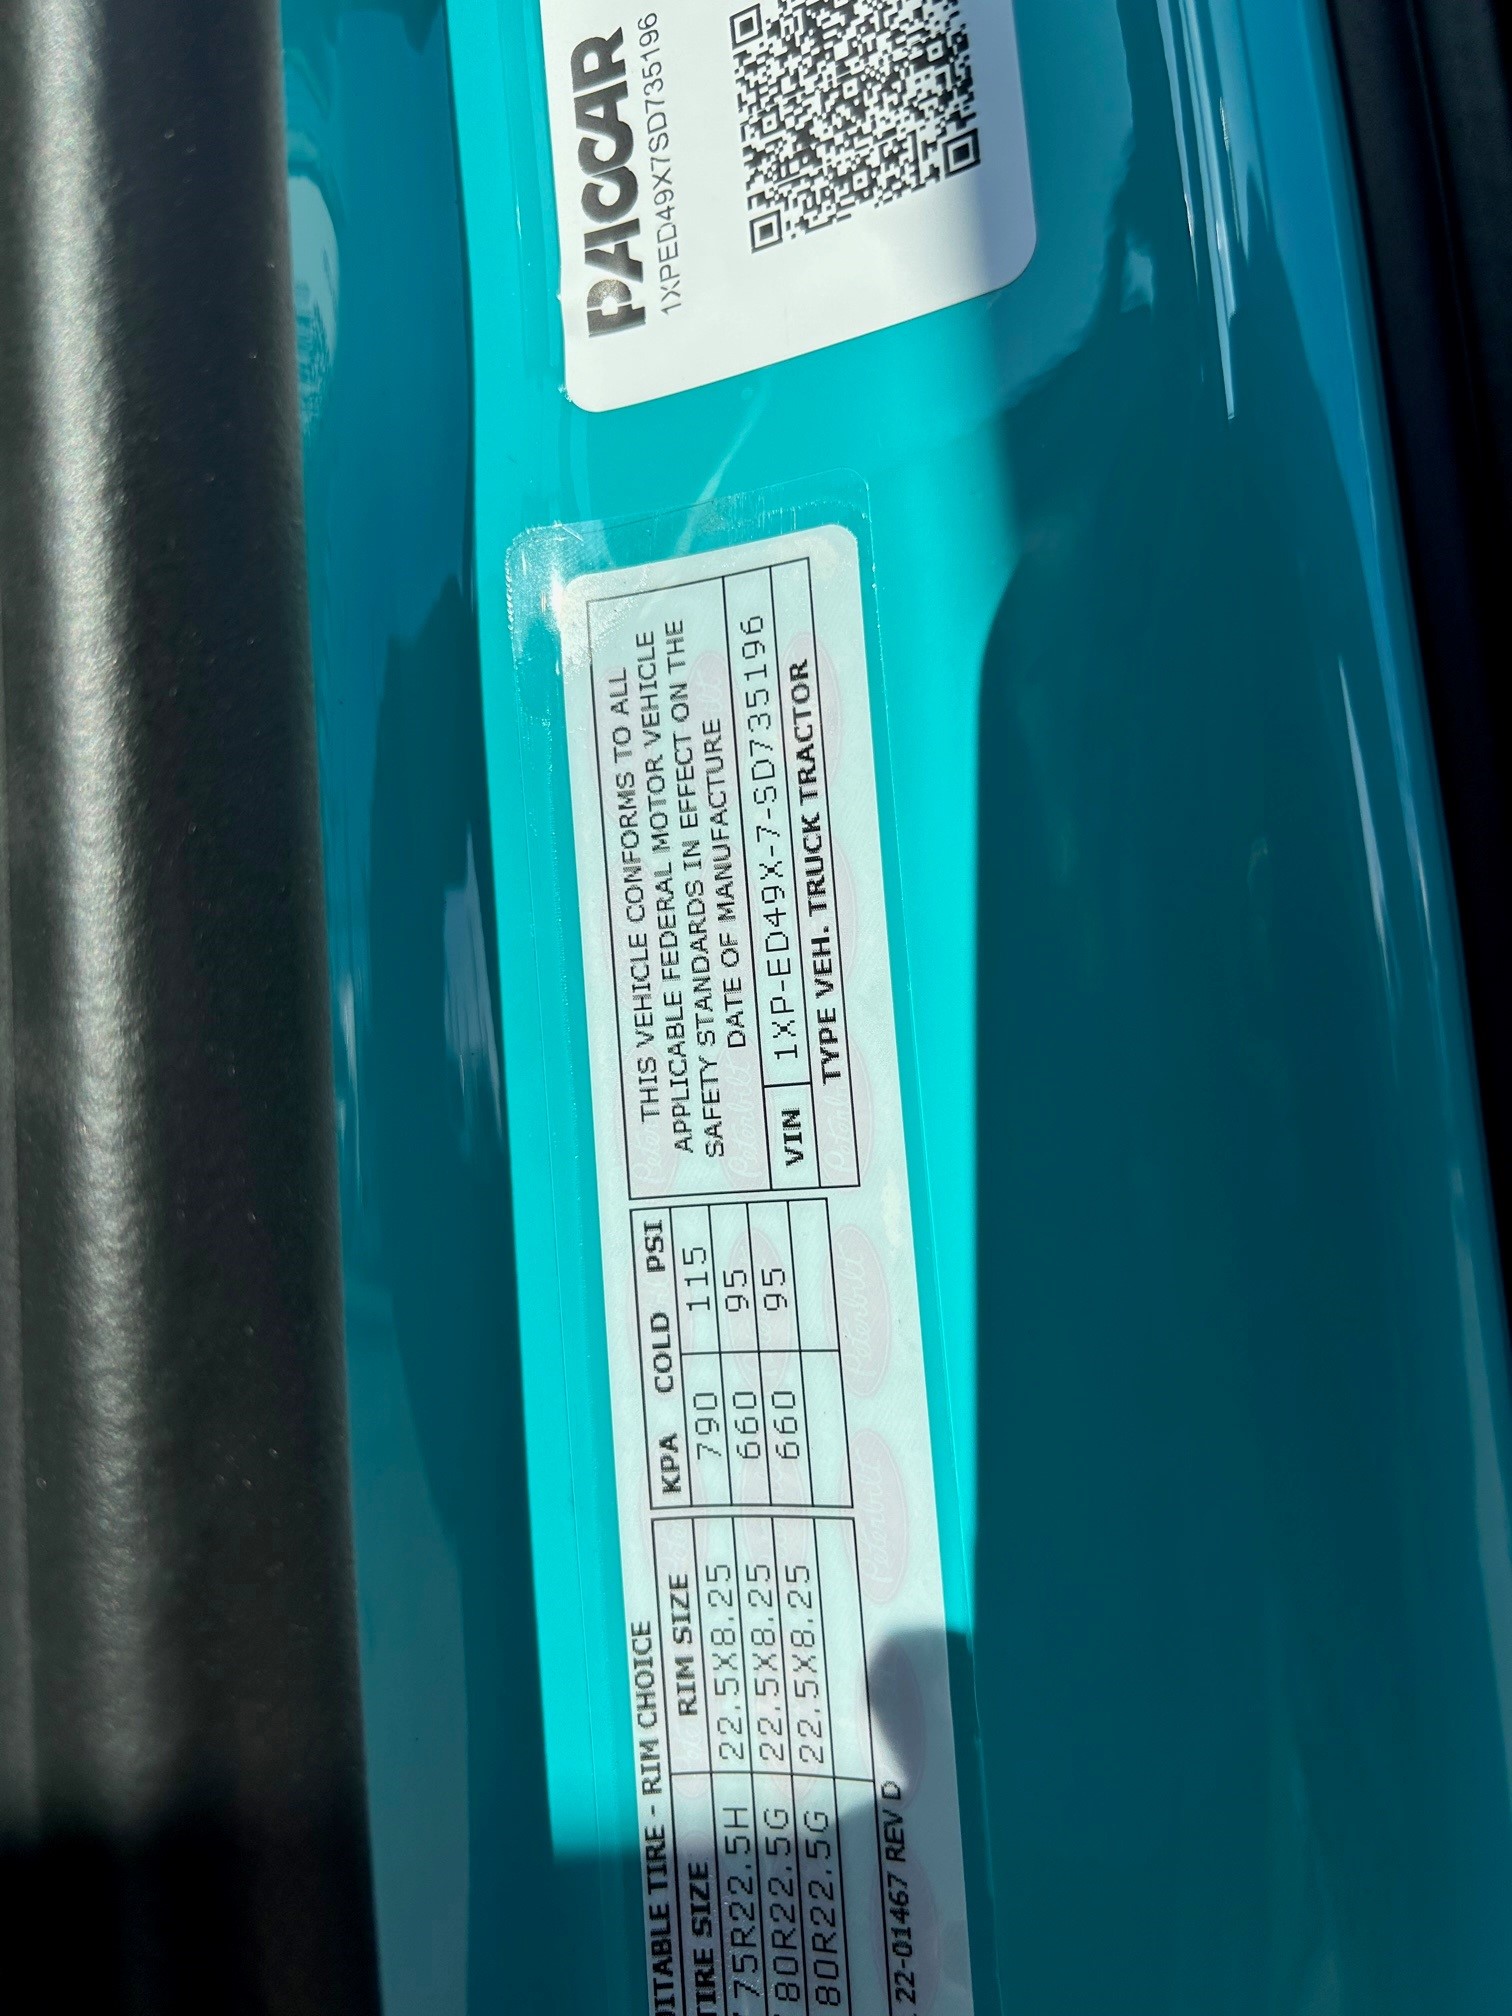 PACCAR
1XPED49X7SD735196
THIS VEHICLE CONFORMS TO ALL
APPLICABLE FEDERAL MOTOR VEHICLE
SAFETY STANDARDS IN EFFECT ON THE
DATE OF MANUFACTURE
VIN 1XP-ED49X-7-SD735196
TYPE VEH. TRUCK TRACTOR
KPA COLD PSI
790 115
660 95
660 95
ITABLE TIRE - RIM CHOICE
TIRE SIZE RIM SIZE
75R22.5H 22.5X8.25
80R22.5G 22.5X8.25
80R22.5G 22.5X8.25
22-01467 REV D
Peterbilt